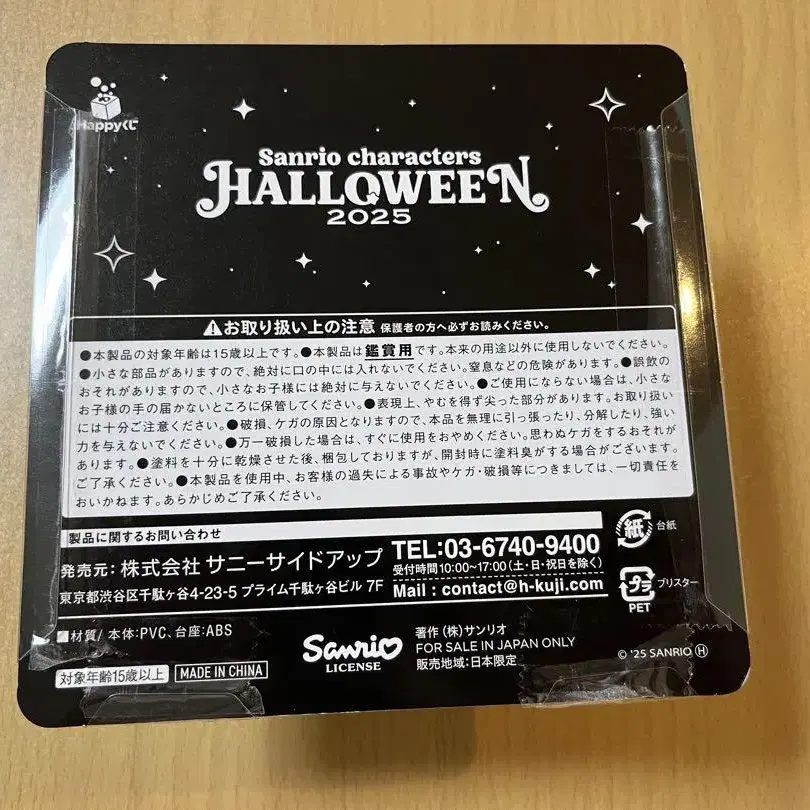 Happyくじ
Sanrio characters
HALLOWEEN
2025
⚠お取り扱い上の注意 保護者の方へ必ずお読みください。
●本製品の対象年齢は15歳以上です。●本製品は鑑賞用です。本来の用途以外に使用しないでください。
●小さな部品がありますので、絶対に口の中には入れないでください。窒息などの危険があります。●誤飲の
おそれがありますので、小さなお子様には絶対に与えないでください。●ご使用にならない場合は、小さな
お子様の手の届かないところに保管してください。●表現上、やむを得ず尖った部分があります。お取り扱い
には十分ご注意ください。●破損、ケガの原因となりますので、本品を無理に引っ張ったり、分解したり、強い
力を与えないでください。●万一破損した場合は、すぐに使用をおやめください。思わぬケガをするおそれが
あります。●塗料を十分に乾燥させた後、梱包しておりますが、開封時に塗料臭がする場合がございます。
ご了承ください。●本製品を使用中、お客様の過失による事故やケガ・破損等につきましては、一切責任を
おいかねます。あらかじめご了承ください。
製品に関するお問い合わせ
発売元:株式会社 サニーサイドアップ
東京都渋谷区千駄ヶ谷4-23-5 プライム千駄ヶ谷ビル 7F
TEL:03-6740-9400
受付時間10:00~17:00(土・日・祝日を除く)
Mail : contact@h-kuji.com
紙 台紙
プラ ブリスター
PET
■材質/本体:PVC、台座:ABS
対象年齢15歳以上 MADE IN CHINA
Sanrio
LICENSE
著作(株)サンリオ
FOR SALE IN JAPAN ONLY
販売地域:日本限定
© '25 SANRIO Ⓗ